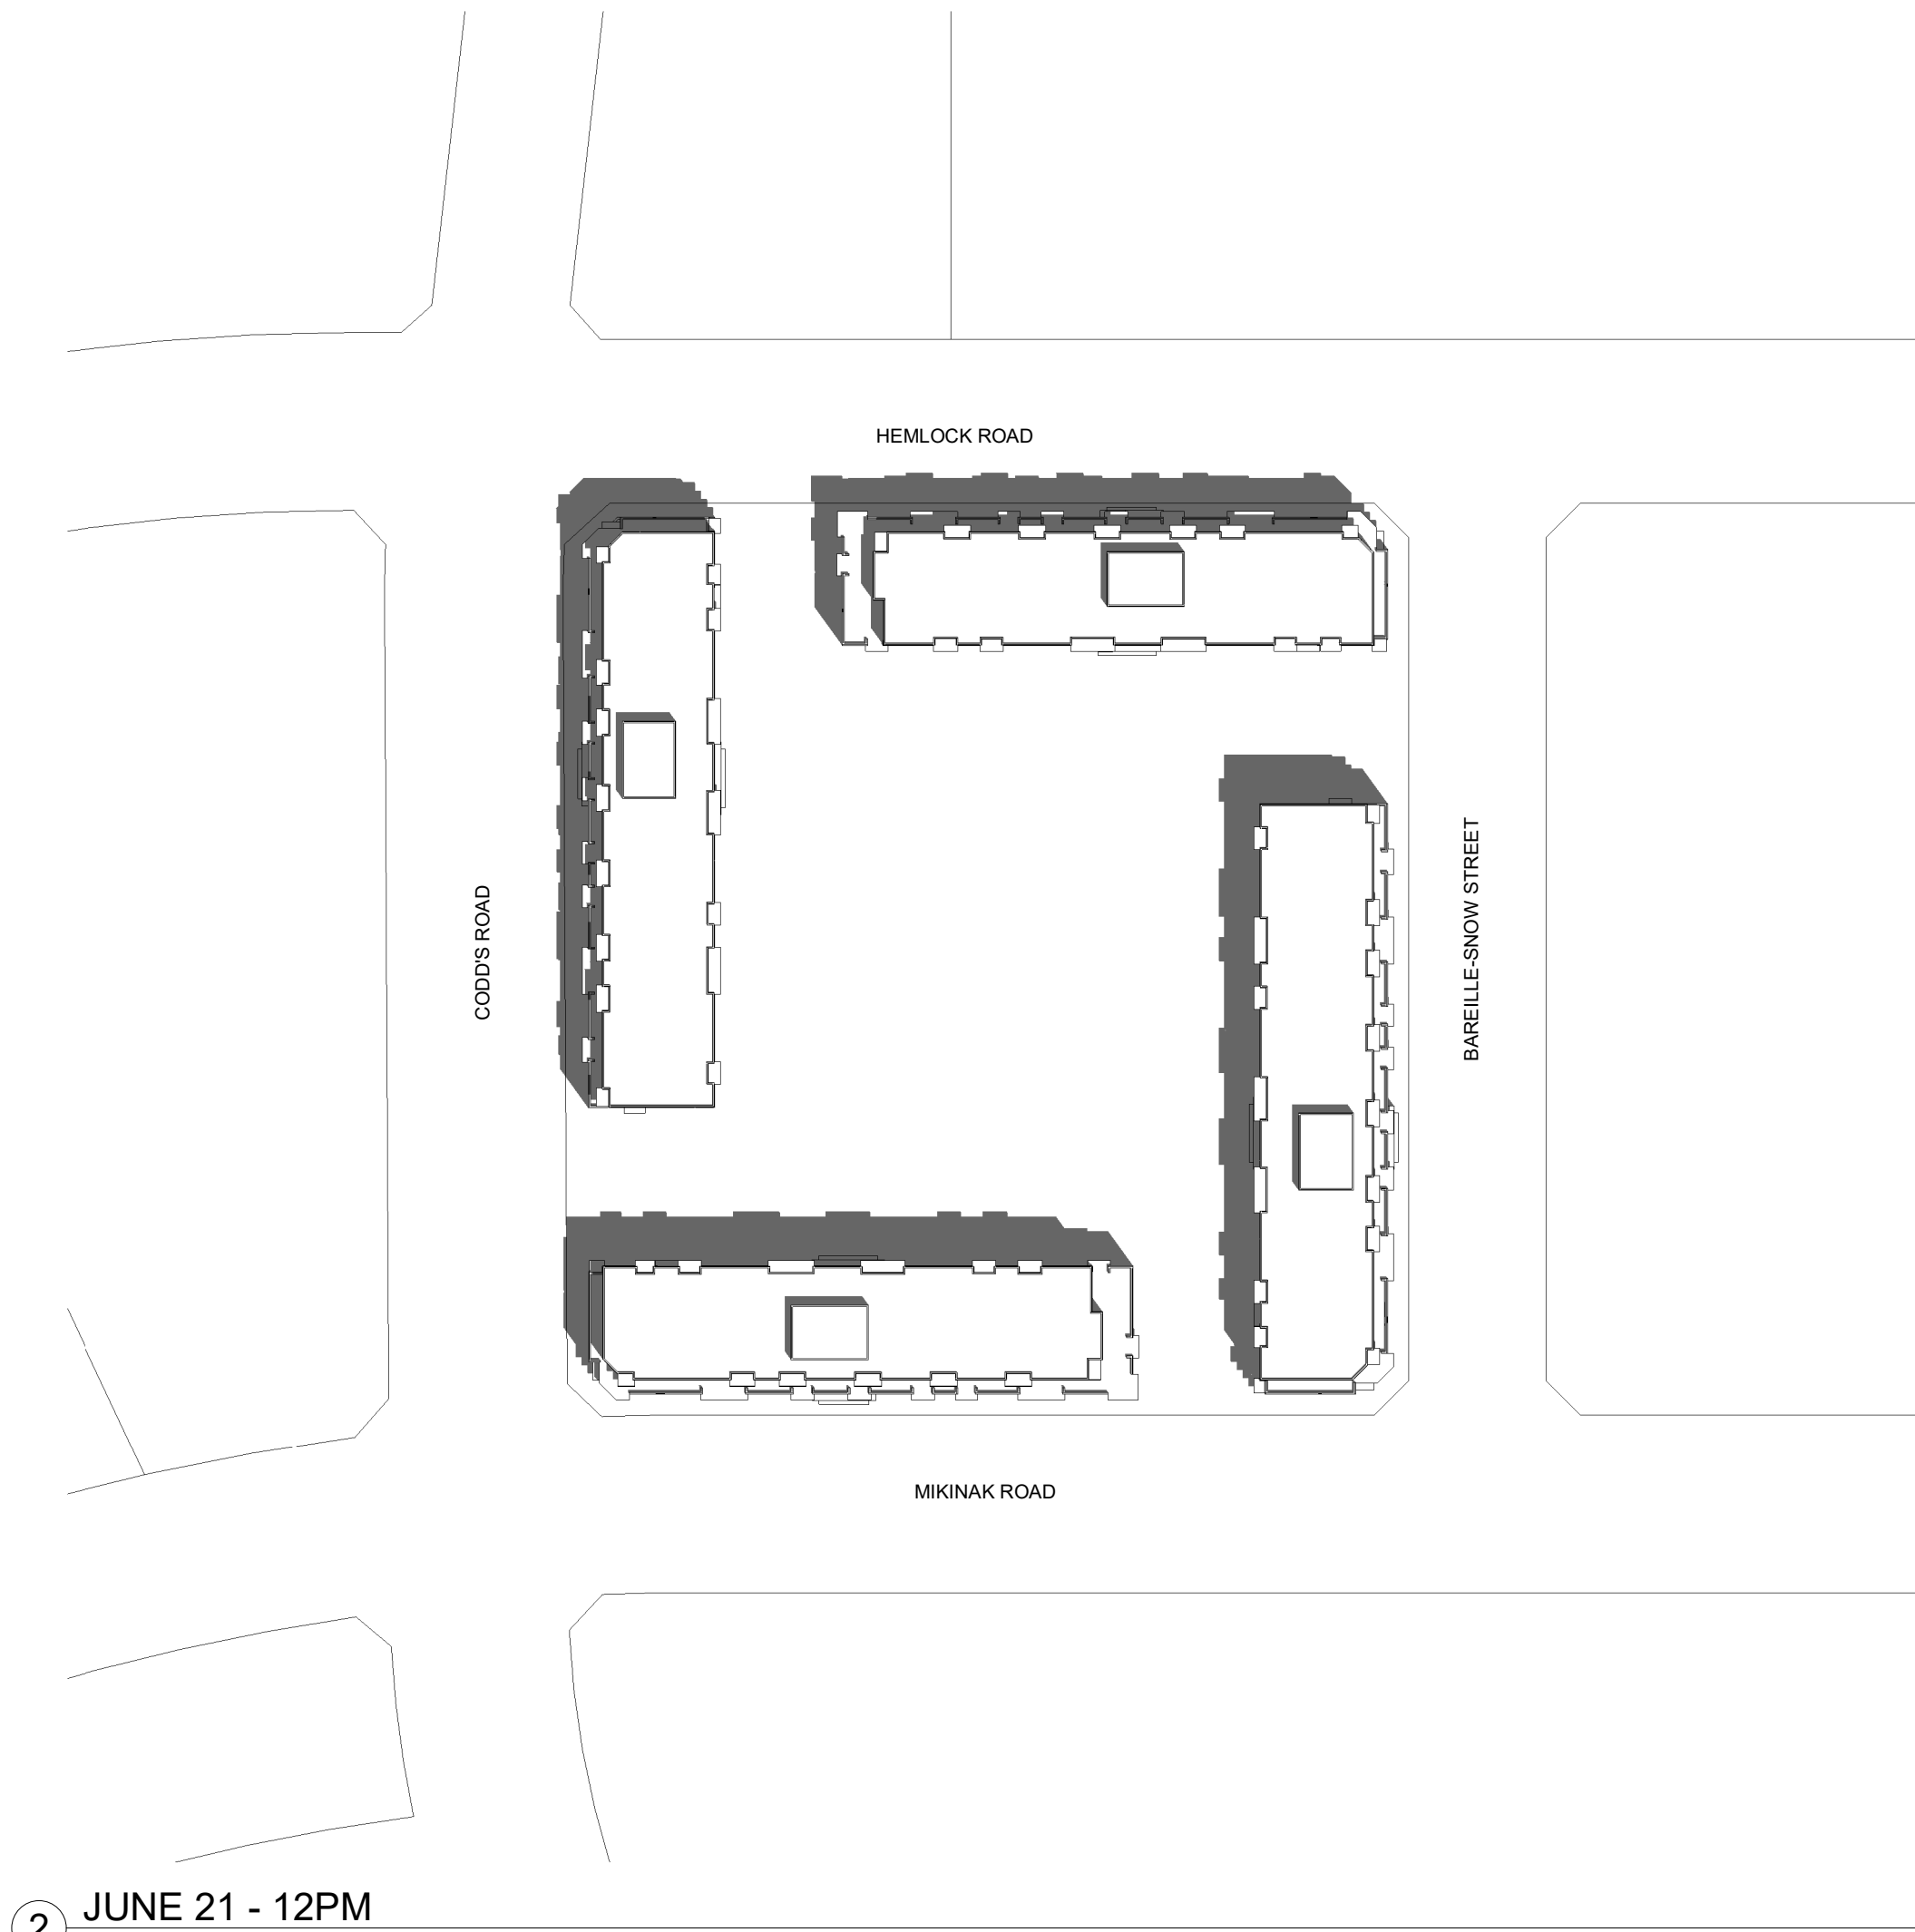 HEMLOCK ROAD
CODD'S ROAD
BAREILLE-SNOW STREET
MIKINAK ROAD
2
JUNE 21 - 12PM